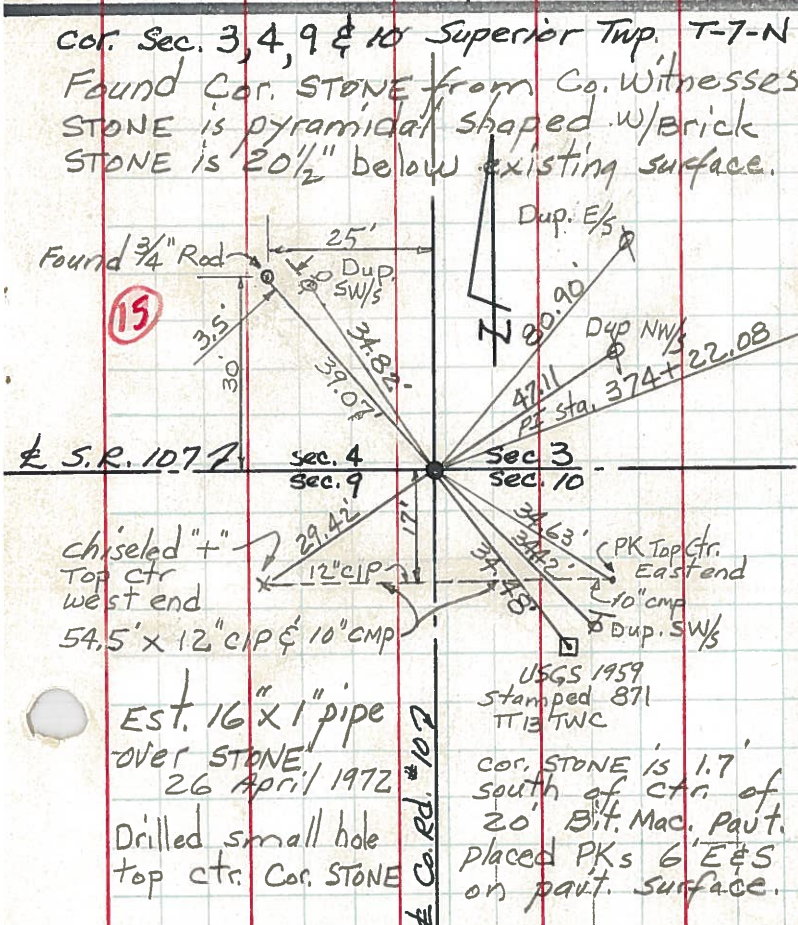 cor. Sec. 3, 4, 9 & 10 Superior Twp. T-7-N
Found Cor. STONE from Co. Witnesses
STONE is pyramidal shaped w/Brick
STONE is 20½" below existing surface.
Dup. E/S
25'
Found ¾" Rod
Dup.
SW/S
15
3.5'
30'
34.82'
39.07'
80.90'
Dup NW/S
47.11
PI sta. 374+22.08
N
℄ S.R. 107
sec. 4
Sec 3
Sec. 9
Sec. 10
29.42'
17'
34.63'
34.42'
34.48'
chiseled "+"
Top ctr
west end
12"CIP
PK Top Ctr.
East end
10"CMP
54.5' x 12"CIP & 10"CMP
Dup. SW/S
USGS 1959
Stamped 871
TT 13 TWC
Est. 16"x 1" pipe
over STONE
26 April 1972
Drilled small hole
top ctr. Cor. STONE
℄ Co. Rd. #107
cor. STONE is 1.7'
south of ctr. of
20' Bit. Mac. Pavt.
placed PKs 6' E&S
on pavt. surface.